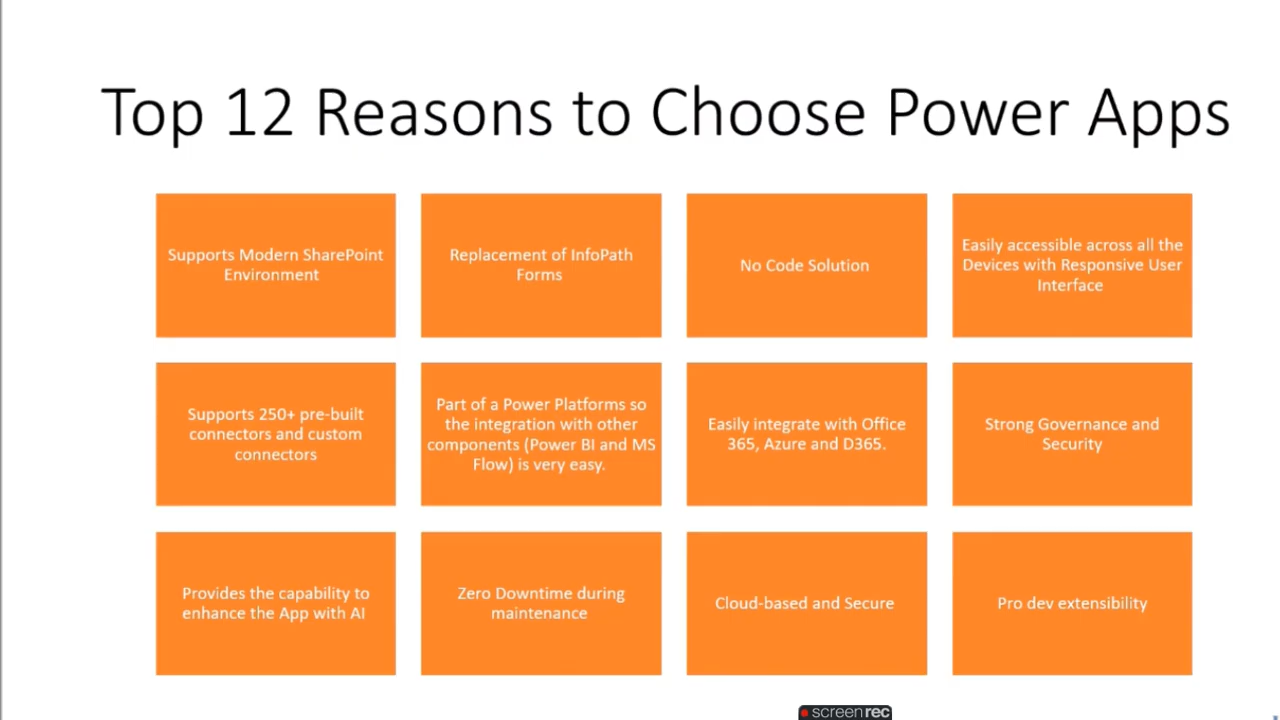 Top 12 Reasons to Choose Power Apps
Supports Modern SharePoint
Environment
Replacement of InfoPath
Forms
No Code Solution
Easily accessible across all the
Devices with Responsive User
Interface
Supports 250+ pre-built
connectors and custom
connectors
Part of a Power Platforms so
the integration with other
components (Power BI and MS
Flow) is very easy.
Easily integrate with Office
365, Azure and D365.
Strong Governance and
Security
Provides the capability to
enhance the App with AI
Zero Downtime during
maintenance
Cloud-based and Secure
Pro dev extensibility
screenrec